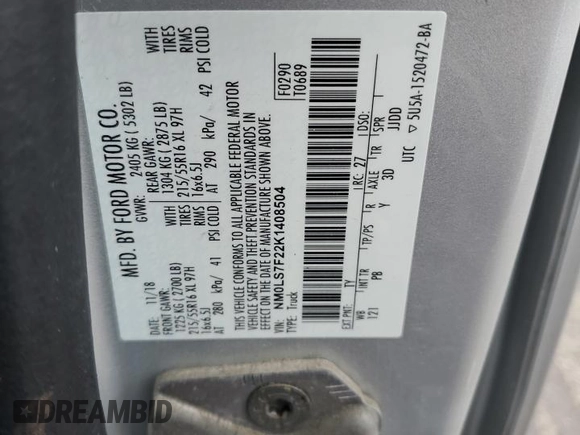 MFD. BY FORD MOTOR CO.
GVWR: 2405 KG ( 5302 LB)
11/18
FRONT GAWR: REAR GAWR:
1225 KG ( 2700 LB) 1304 KG ( 2875 LB) WITH
215/55R16 XL 97H 215/55R16 XL 97H TIRES
16x6.5J RIMS 16x6.5J RIMS
AT 280 kPa/ 41 PSI COLD AT 290 kPa/ 42 PSI COLD
DATE:
WITH
TIRES
THIS VEHICLE CONFORMS TO ALL APPLICABLE FEDERAL MOTOR
VEHICLE SAFETY AND THEFT PREVENTION STANDARDS IN
EFFECT ON THE DATE OF MANUFACTURE SHOWN ABOVE.
F0290
T0689
VIN: NM0LS7F22K1408504
TYPE: Truck
EXT PNT: TY RC: 27 DSO:
WB INT TR TP/PS R AXLE TR SPR
121 PB Y 3D JJDD
UTC ▽ 5U5A-1520472-BA
DREAMBID